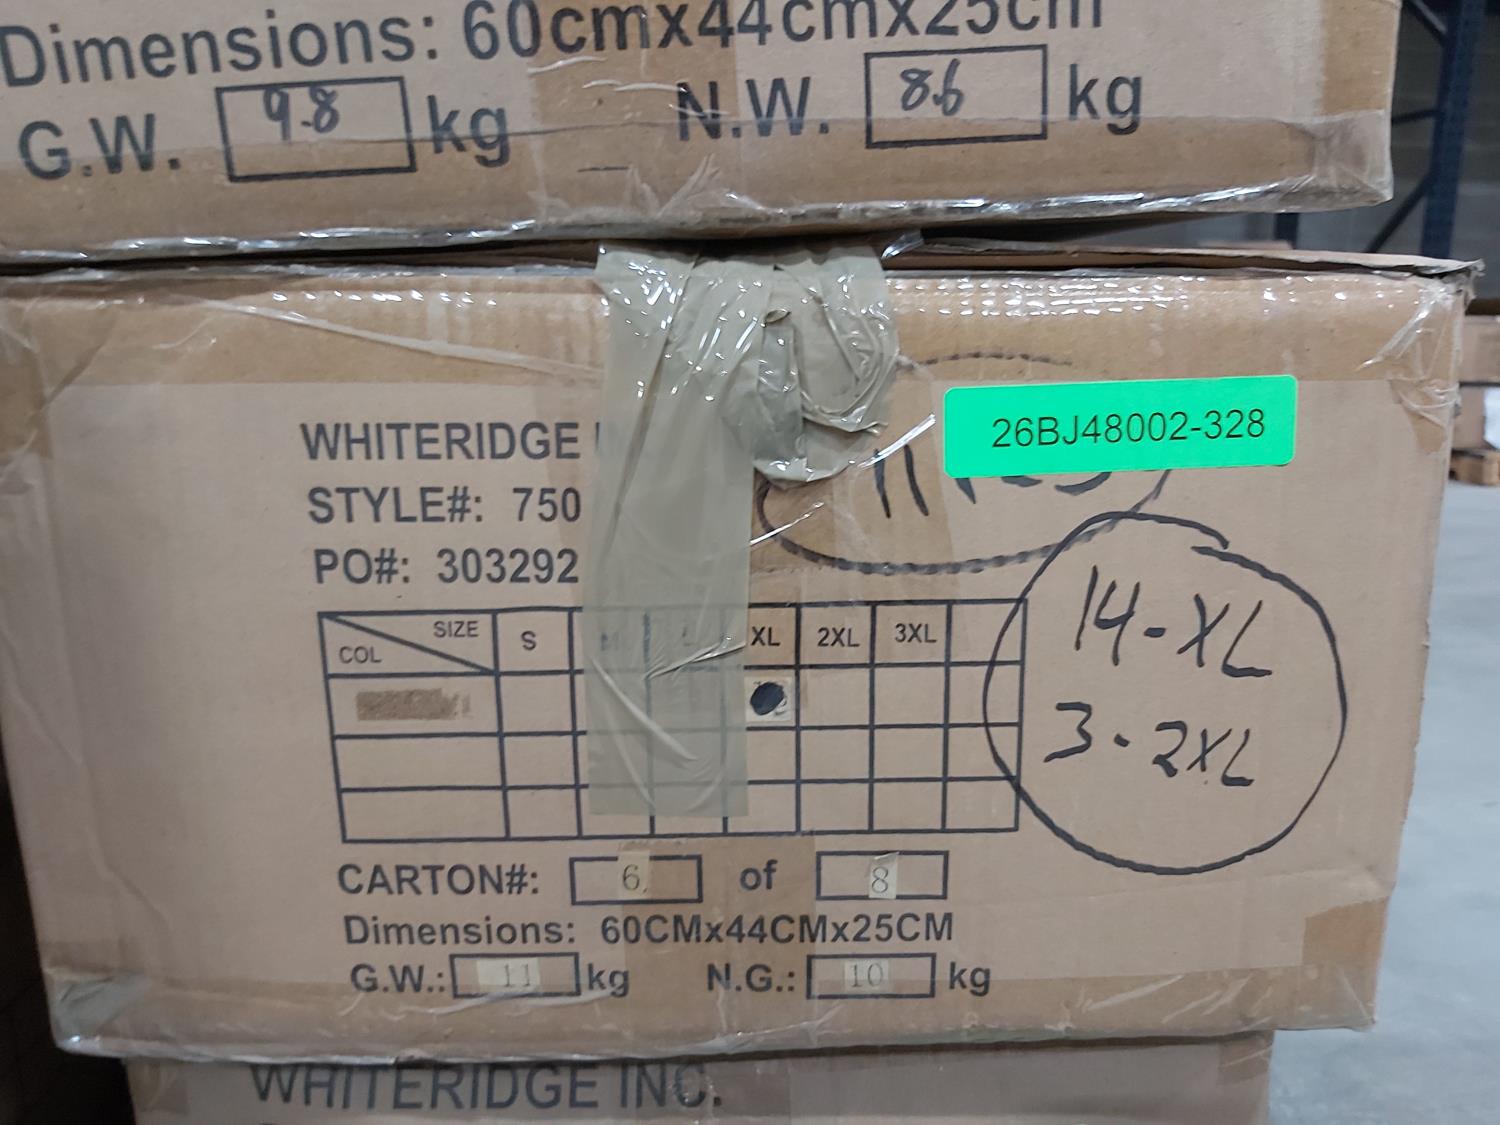 Dimensions: 60cmx44cmx25cm
G.W. 9.8 kg N.W. 8.6 kg
26BJ48002-328
WHITERIDGE
STYLE#: 750
PO#: 303292
SIZE COL S M L XL 2XL 3XL
14-XL
3-2XL
CARTON#: 6 of 8
Dimensions: 60CMx44CMx25CM
G.W.: 11 kg N.G.: 10 kg
WHITERIDGE INC.